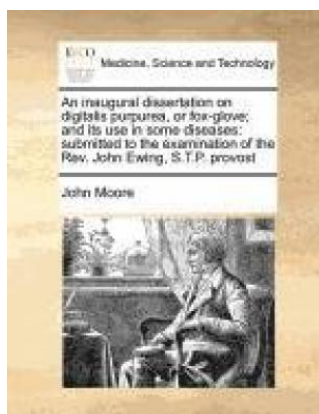 ECCO
Medicine, Science and Technology
An inaugural dissertation on
digitalis purpurea, or fox-glove;
and its use in some diseases:
submitted to the examination of the
Rev. John Ewing, S.T.P. provost
John Moore